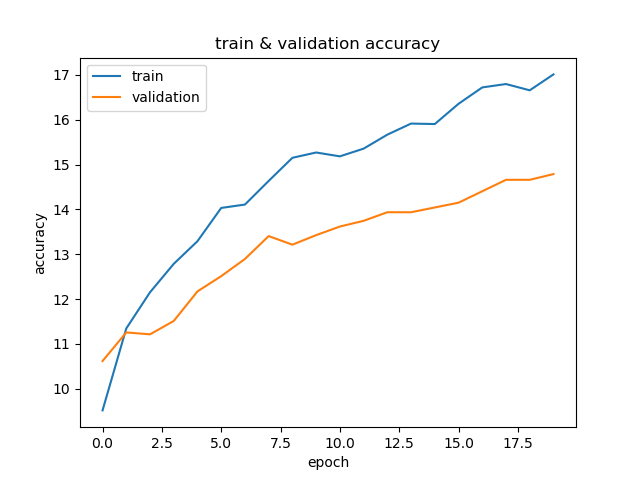 train & validation accuracy
train
validation
accuracy
17
16
15
14
13
12
11
10
0.0 2.5 5.0 7.5 10.0 12.5 15.0 17.5
epoch